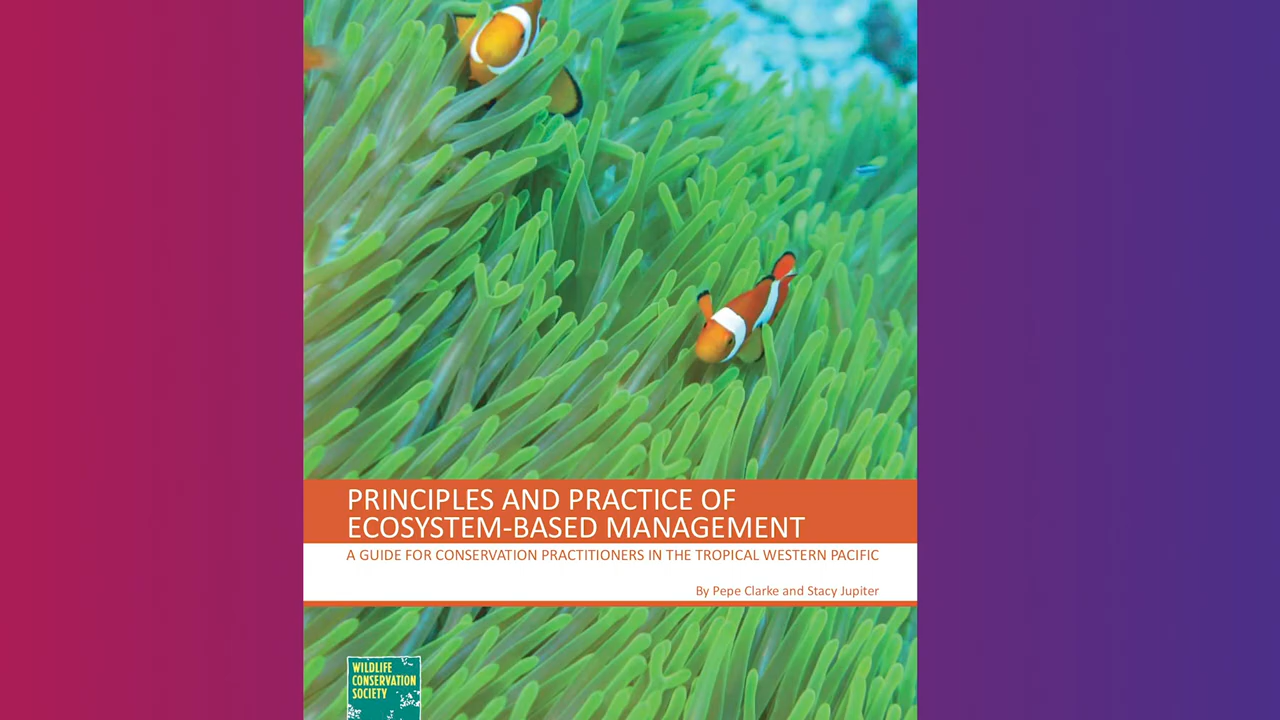 PRINCIPLES AND PRACTICE OF
ECOSYSTEM-BASED MANAGEMENT
A GUIDE FOR CONSERVATION PRACTITIONERS IN THE TROPICAL WESTERN PACIFIC
By Pepe Clarke and Stacy Jupiter
WILDLIFE
CONSERVATION
SOCIETY